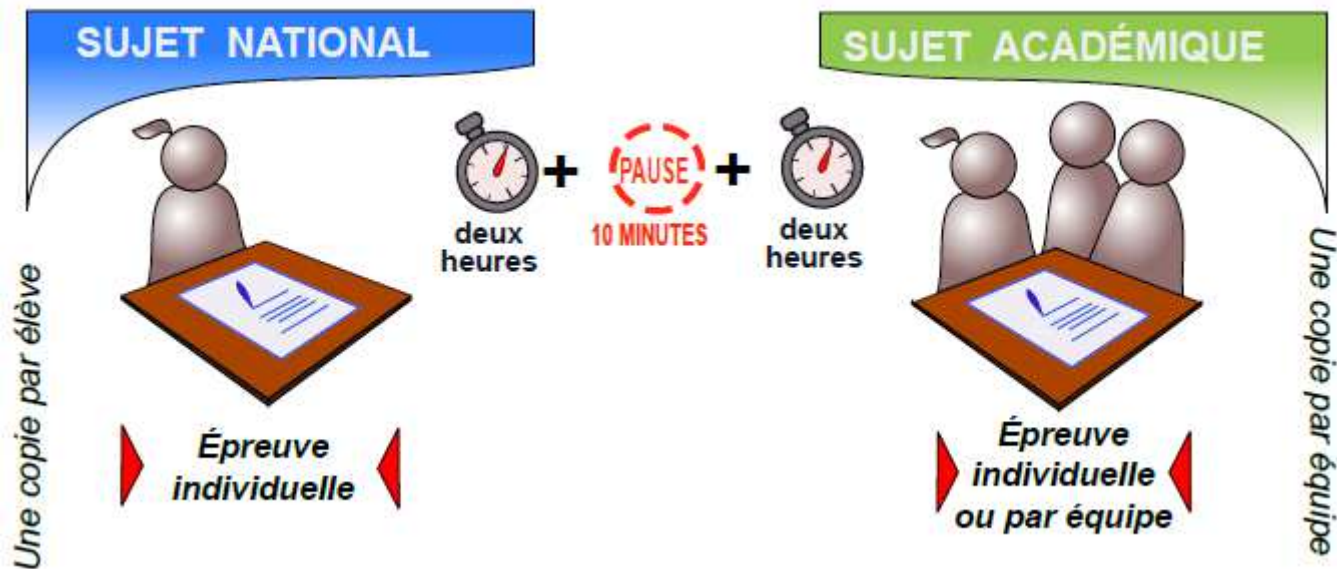 SUJET NATIONAL
SUJET ACADÉMIQUE
Une copie par élève
deux
heures
+
PAUSE
10 MINUTES
+
deux
heures
Épreuve
individuelle
Épreuve
individuelle
ou par équipe
Une copie par équipe